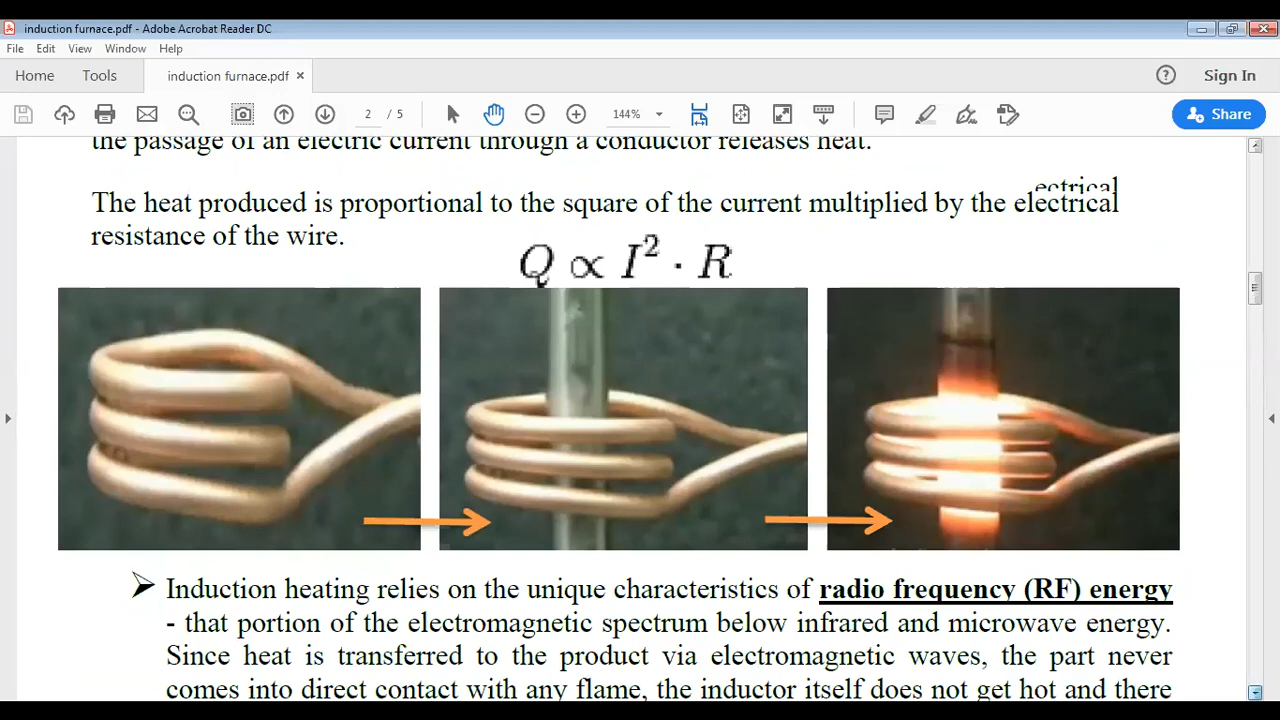 induction furnace.pdf - Adobe Acrobat Reader DC
File Edit View Window Help
Home Tools induction furnace.pdf × Sign In
2 / 5 144% Share
the passage of an electric current through a conductor releases heat.
ectrical
The heat produced is proportional to the square of the current multiplied by the electrical
resistance of the wire.
Q ∝ I² · R
➢ Induction heating relies on the unique characteristics of radio frequency (RF) energy
- that portion of the electromagnetic spectrum below infrared and microwave energy.
Since heat is transferred to the product via electromagnetic waves, the part never
comes into direct contact with any flame, the inductor itself does not get hot and there